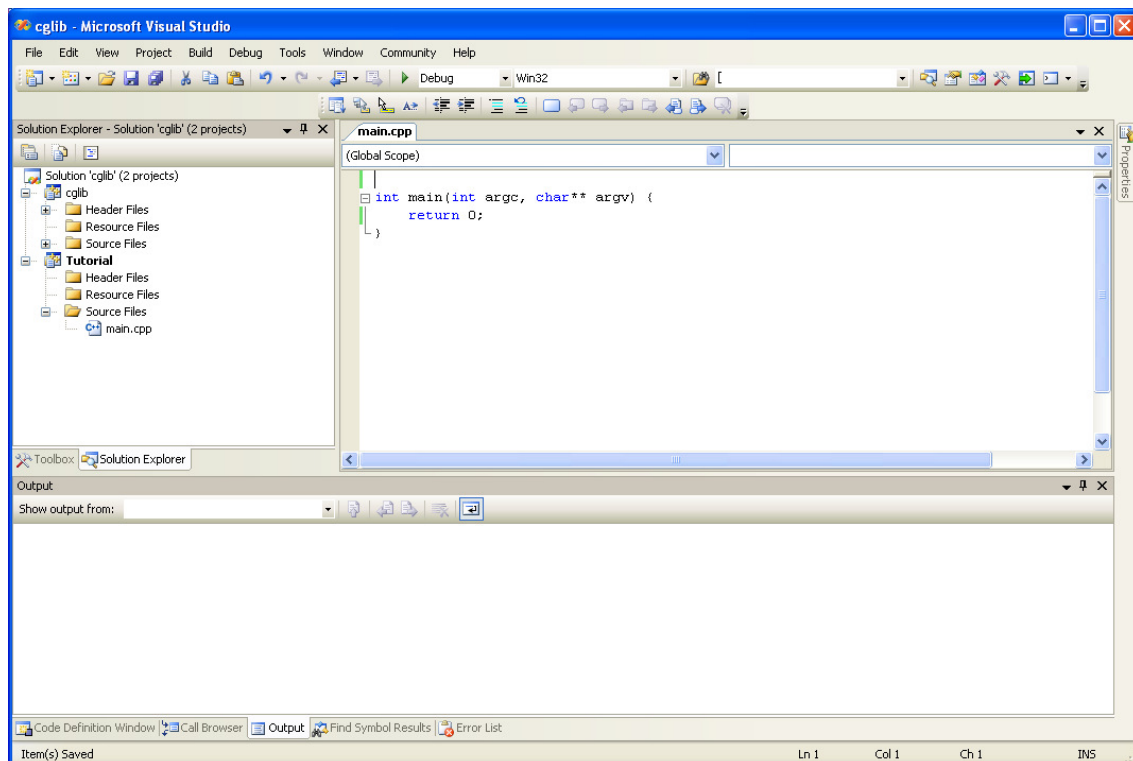 cglib - Microsoft Visual Studio
File Edit View Project Build Debug Tools Window Community Help
Debug Win32 [
Solution Explorer - Solution 'cglib' (2 projects)
Solution 'cglib' (2 projects)
cglib
Header Files
Resource Files
Source Files
Tutorial
Header Files
Resource Files
Source Files
main.cpp
Toolbox Solution Explorer
main.cpp
(Global Scope)
int main(int argc, char** argv) {
return 0;
}
Properties
Output
Show output from:
Code Definition Window Call Browser Output Find Symbol Results Error List
Item(s) Saved Ln 1 Col 1 Ch 1 INS